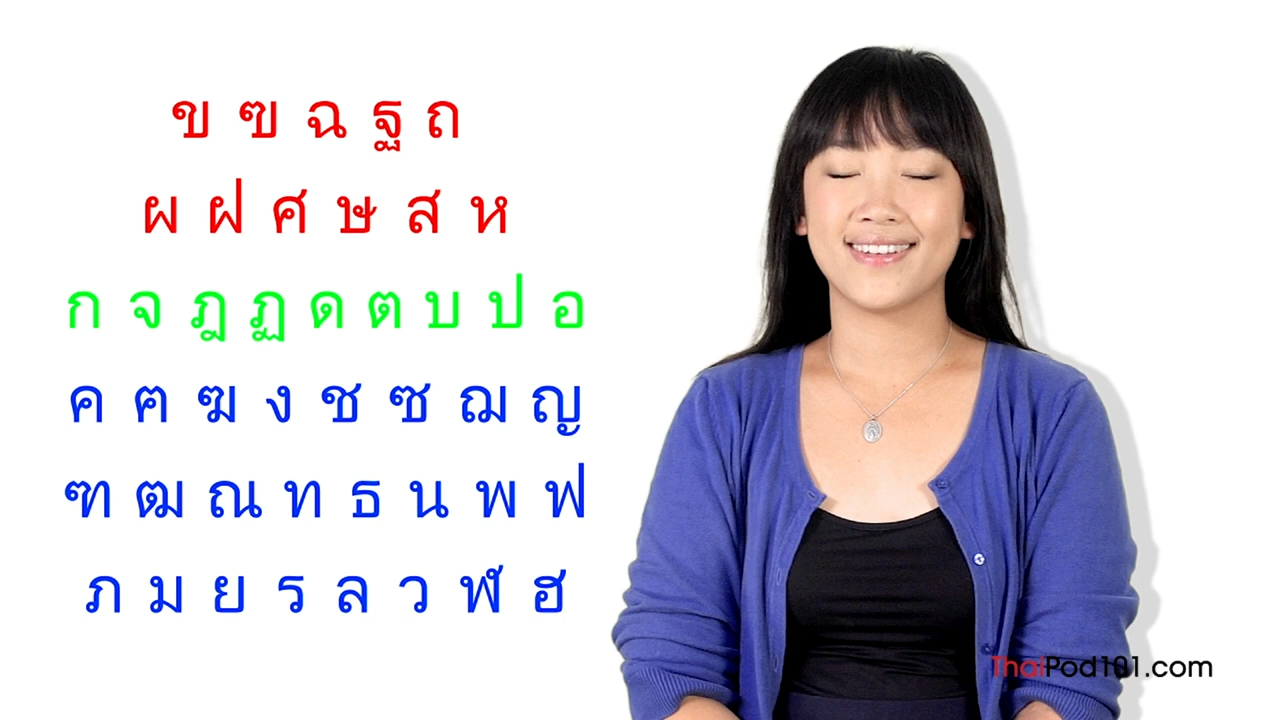 ข ฃ ฉ ฐ ถ
ผ ฝ ศ ษ ส ห
ก จ ฎ ฏ ด ต บ ป อ
ค ฅ ฆ ง ช ซ ฌ ญ
ฑ ฒ ณ ท ธ น พ ฟ
ภ ม ย ร ล ว ฬ ฮ
ThaiPod101.com